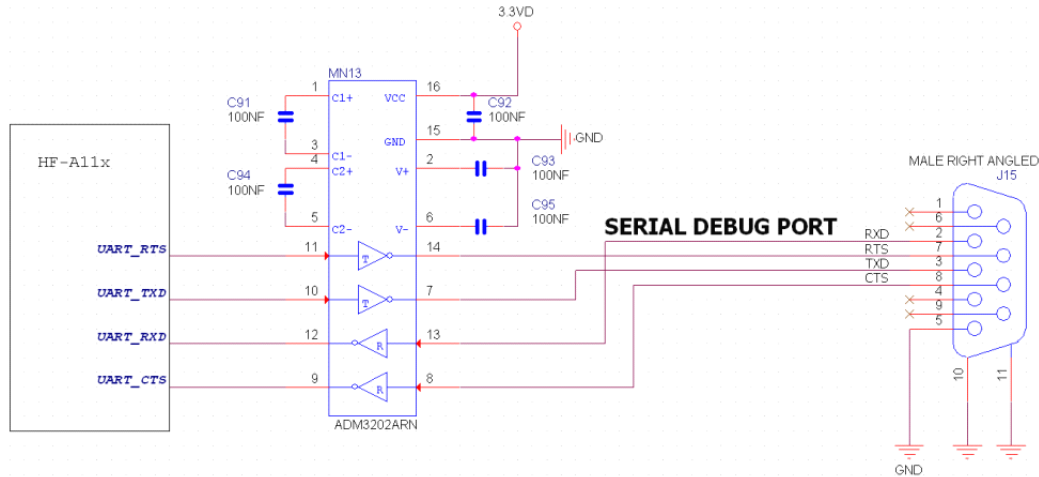 3.3VD
MN13
1 C1+ VCC 16
C91
100NF
C92
100NF
3 C1- GND 15
GND
4 C2+ V+ 2
C93
100NF
C94
100NF
5 C2- V- 6
C95
100NF
HF-A11x
UART_RTS 11 T 14
UART_TXD 10 T 7
UART_RXD 12 R 13
UART_CTS 9 R 8
ADM3202ARN
SERIAL DEBUG PORT
MALE RIGHT ANGLED
J15
1
6
RXD 2
RTS 7
TXD 3
CTS 8
4
9
5
10 11
GND